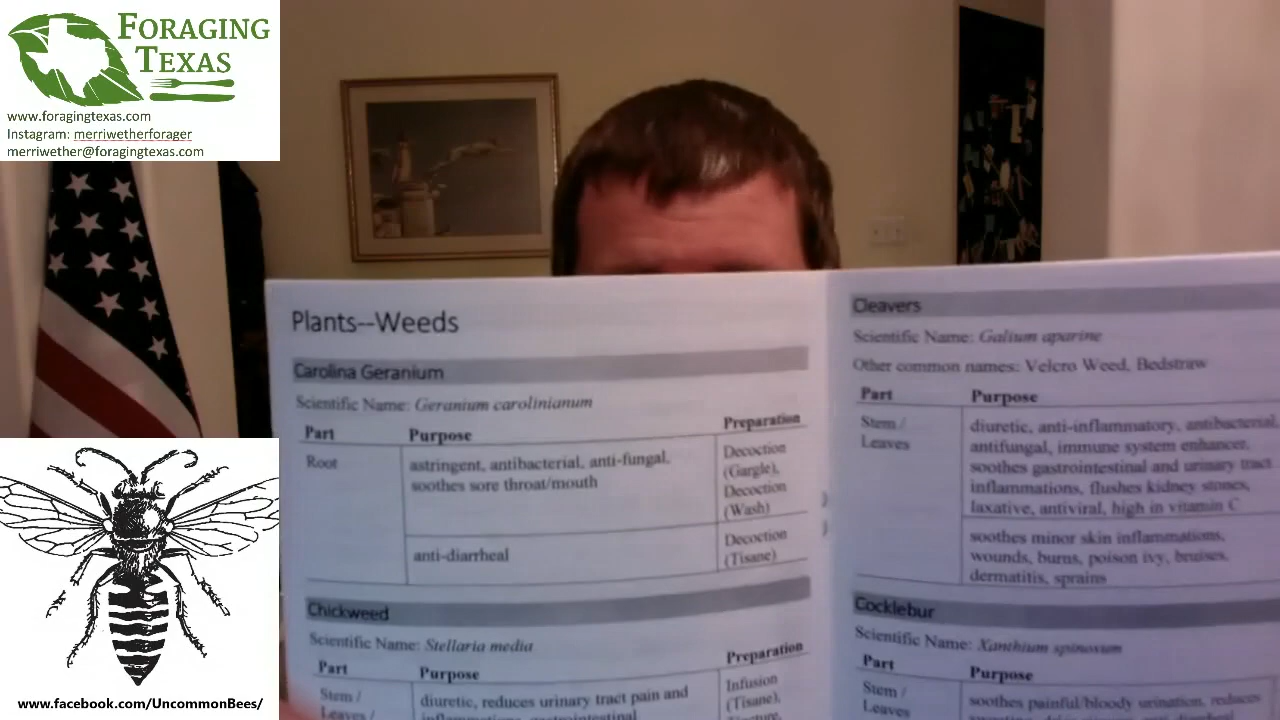 FORAGING
TEXAS
www.foragingtexas.com
Instagram: merriwetherforager
merriwether@foragingtexas.com
www.facebook.com/UncommonBees/
Plants--Weeds
Carolina Geranium
Scientific Name: Geranium carolinianum
Part Purpose Preparation
Root
astringent, antibacterial, anti-fungal,
soothes sore throat/mouth
Decoction
(Gargle),
Decoction
(Wash)
anti-diarrheal
Decoction
(Tisane)
Chickweed
Scientific Name: Stellaria media
Part Purpose Preparation
Stem /
Leaves /
diuretic, reduces urinary tract pain and
inflammations, gastrointestinal
Infusion
(Tisane),
Tincture,
Cleavers
Scientific Name: Galium aparine
Other common names: Velcro Weed, Bedstraw
Part Purpose
Stem /
Leaves
diuretic, anti-inflammatory, antibacterial,
antifungal, immune system enhancer,
soothes gastrointestinal and urinary tract
inflammations, flushes kidney stones,
laxative, antiviral, high in vitamin C
soothes minor skin inflammations,
wounds, burns, poison ivy, bruises,
dermatitis, sprains
Cocklebur
Scientific Name: Xanthium spinosum
Part Purpose
Stem /
Leaves
soothes painful/bloody urination, reduces